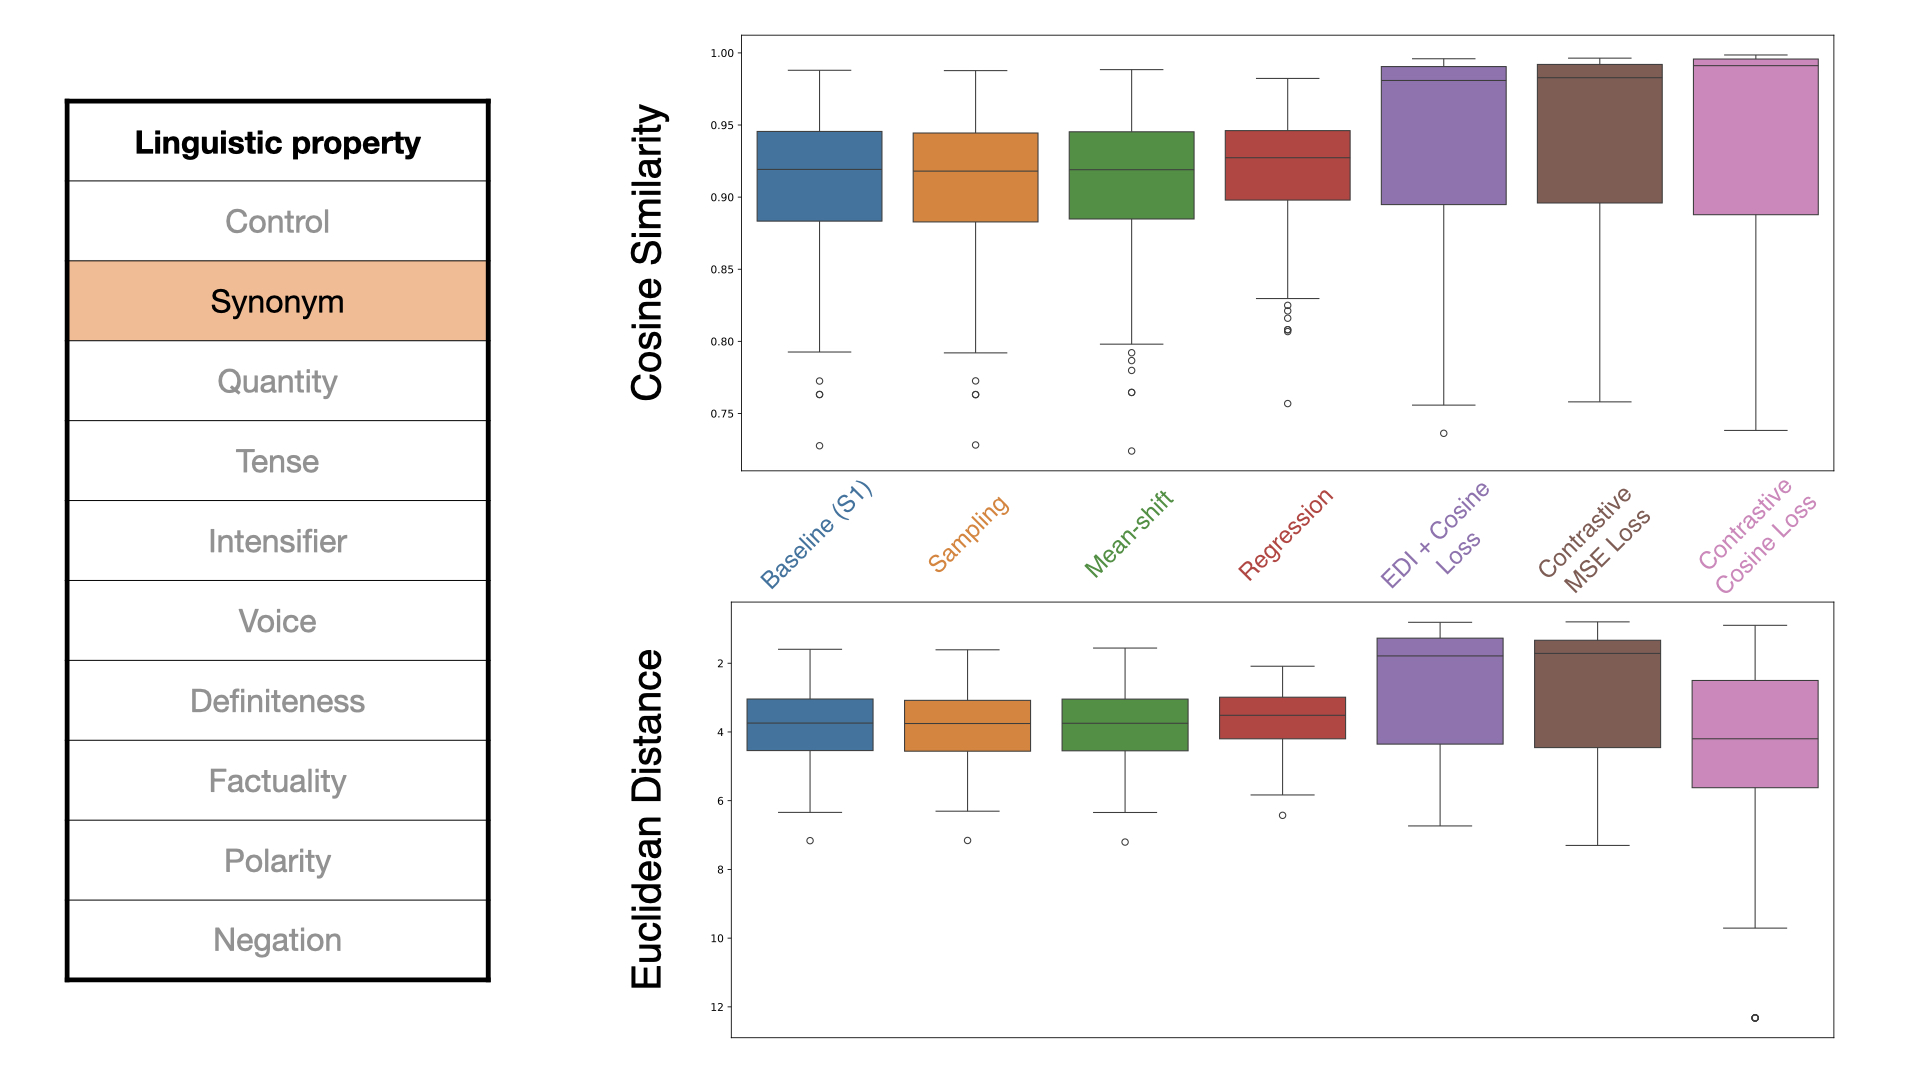 Linguistic property
Control
Synonym
Quantity
Tense
Intensifier
Voice
Definiteness
Factuality
Polarity
Negation
Cosine Similarity
1.00
0.95
0.90
0.85
0.80
0.75
Baseline (S1)
Sampling
Mean-shift
Regression
EDI + Cosine
Loss
Contrastive
MSE Loss
Contrastive
Cosine Loss
Euclidean Distance
2
4
6
8
10
12